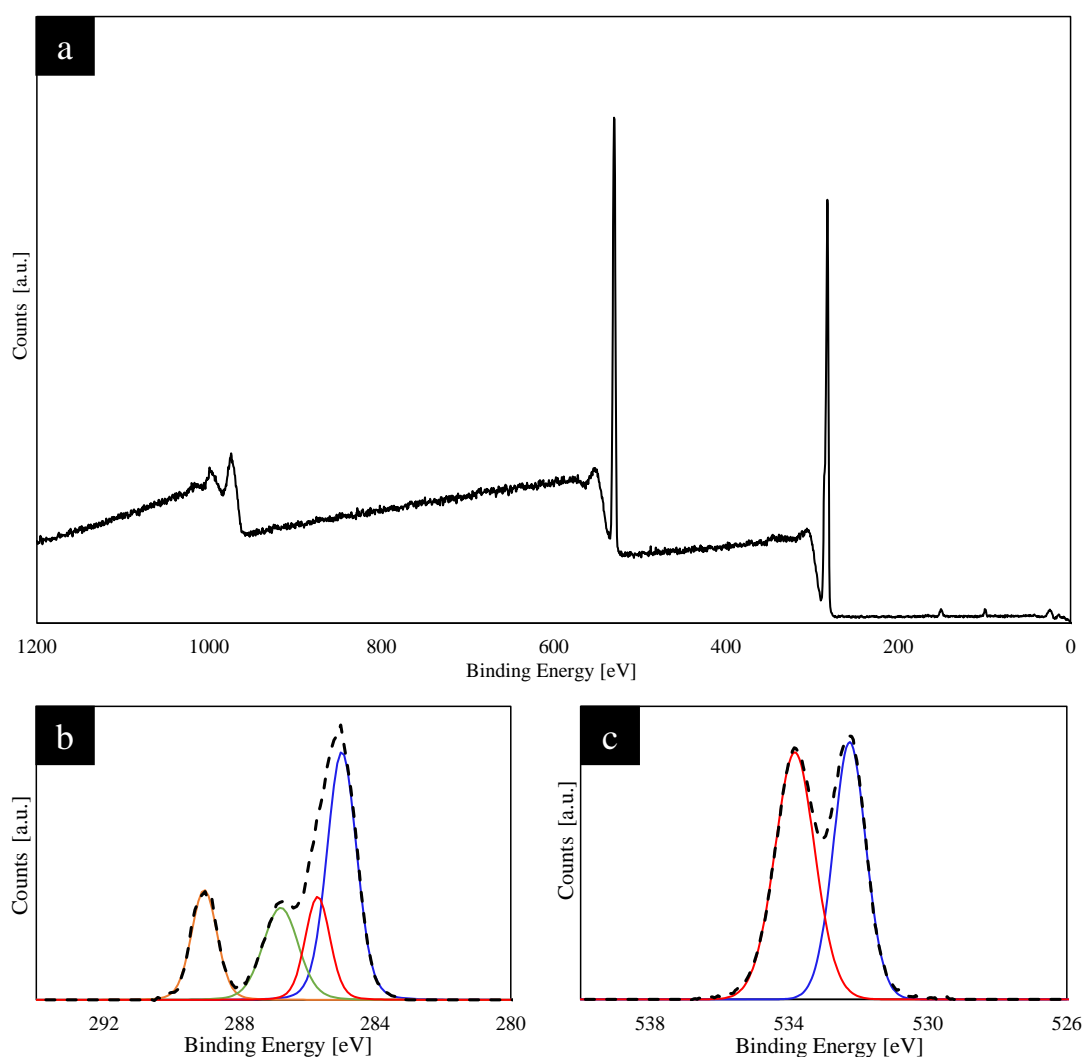 a
Counts [a.u.]
1200 1000 800 600 400 200 0
Binding Energy [eV]
b
Counts [a.u.]
292 288 284 280
Binding Energy [eV]
c
Counts [a.u.]
538 534 530 526
Binding Energy [eV]